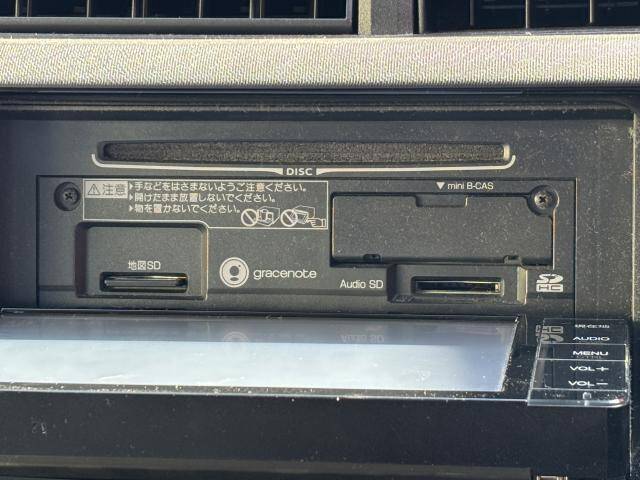 DISC
注意
▶手などをはさまないようご注意ください。
▶開けたまま放置しないでください。
▶物を置かないでください。
▼ mini B-CAS
地図SD
gracenote
Audio SD
SD
HC
AUDIO
MENU
VOL +
VOL −